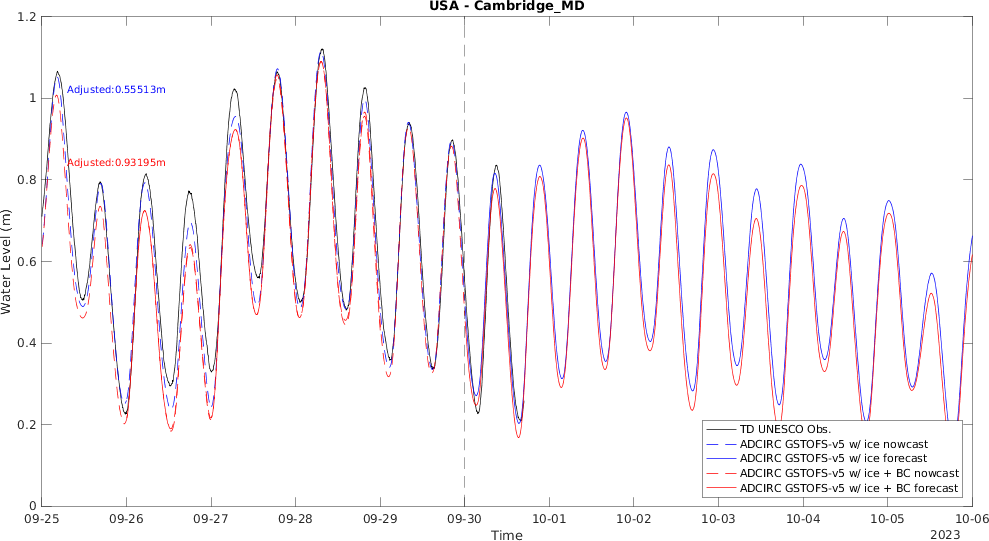 USA - Cambridge_MD
1.2
1
0.8
0.6
0.4
0.2
0
Water Level (m)
Adjusted:0.55513m
Adjusted:0.93195m
TD UNESCO Obs.
ADCIRC GSTOFS-v5 w/ ice nowcast
ADCIRC GSTOFS-v5 w/ ice forecast
ADCIRC GSTOFS-v5 w/ ice + BC nowcast
ADCIRC GSTOFS-v5 w/ ice + BC forecast
09-25 09-26 09-27 09-28 09-29 09-30 10-01 10-02 10-03 10-04 10-05 10-06
Time
2023